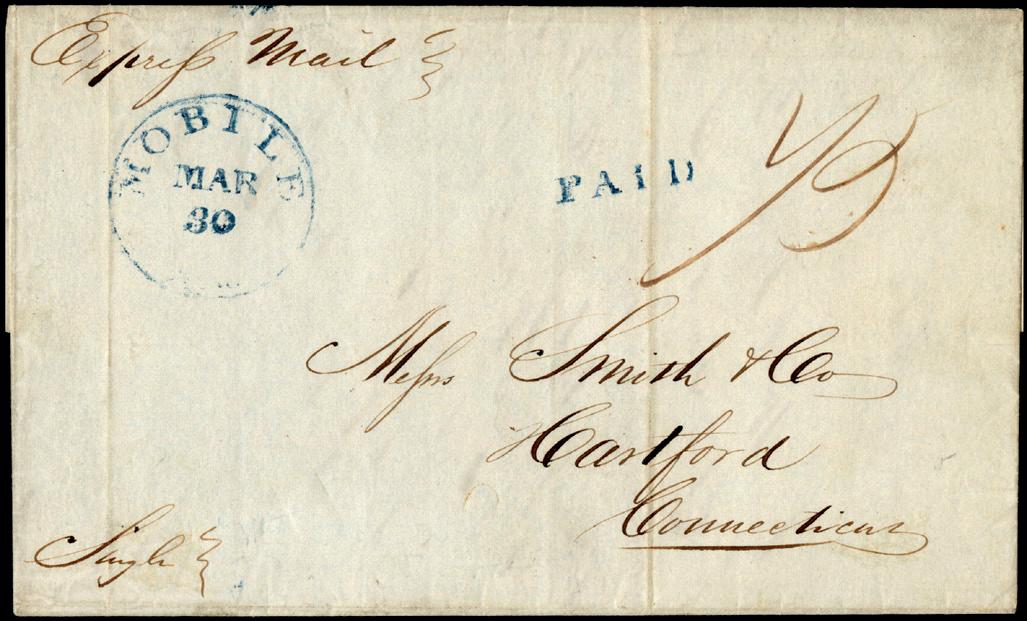 Express Mail
MOBILE
MAR
30
PAID
Messrs Smith & Co
Hartford
Connecticut
Single